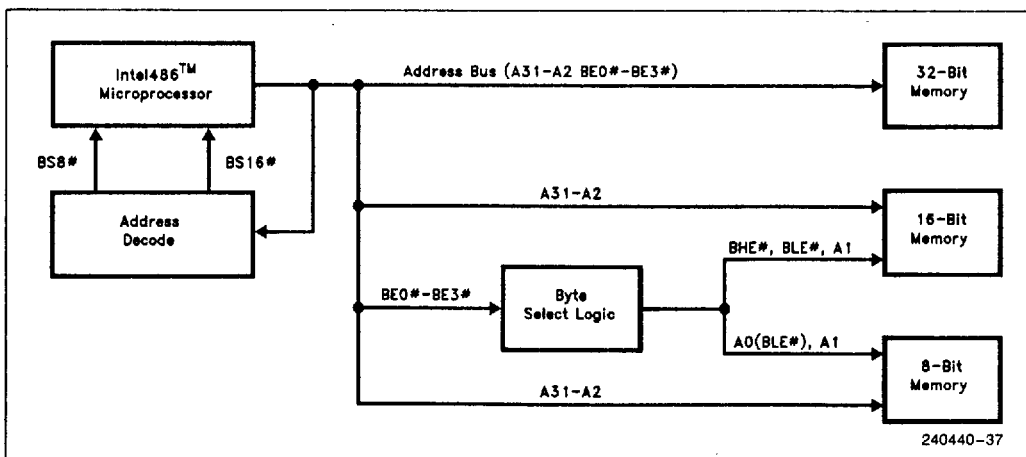 Intel486™
Microprocessor
Address Bus (A31-A2 BE0#-BE3#)
32-Bit
Memory
BS8#
BS16#
Address
Decode
A31-A2
16-Bit
Memory
BHE#, BLE#, A1
BE0#-BE3#
Byte
Select Logic
A0(BLE#), A1
8-Bit
Memory
A31-A2
240440-37